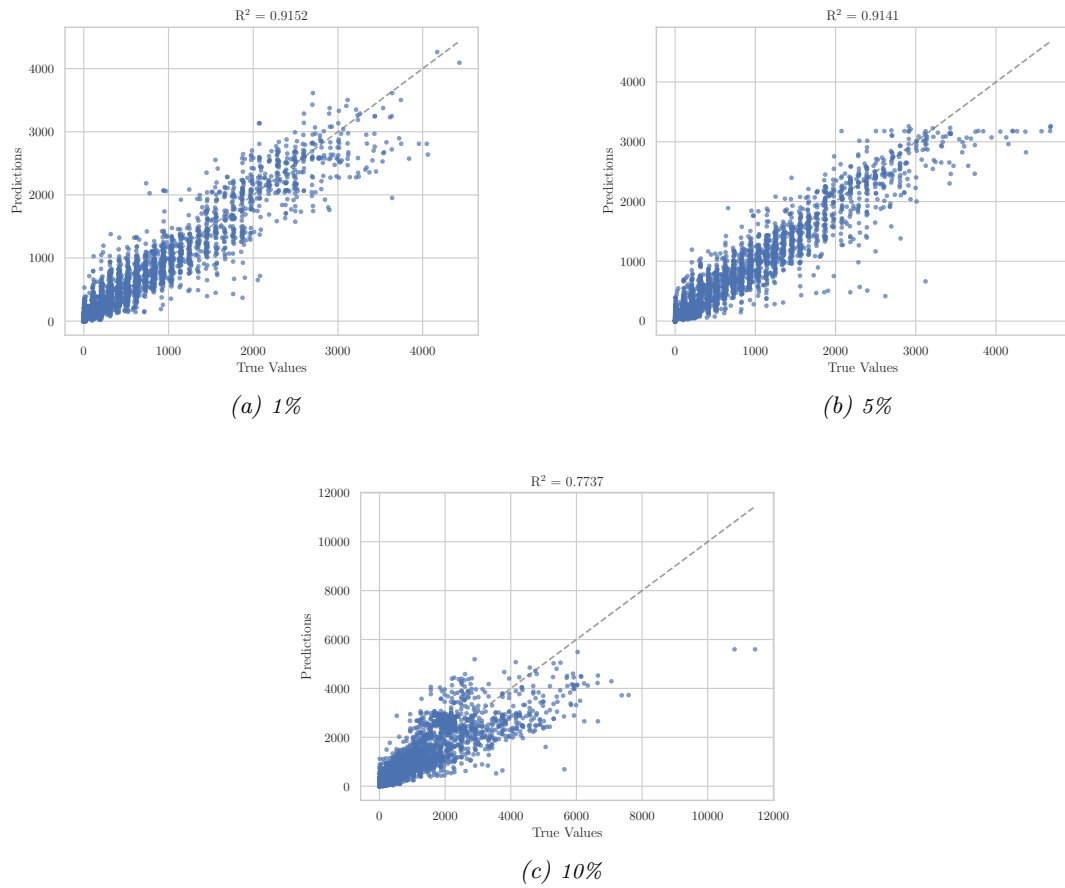 R² = 0.9152
4000
3000
2000
1000
0
Predictions
0 1000 2000 3000 4000
True Values
(a) 1%
R² = 0.9141
4000
3000
2000
1000
0
Predictions
0 1000 2000 3000 4000
True Values
(b) 5%
R² = 0.7737
12000
10000
8000
6000
4000
2000
0
Predictions
0 2000 4000 6000 8000 10000 12000
True Values
(c) 10%